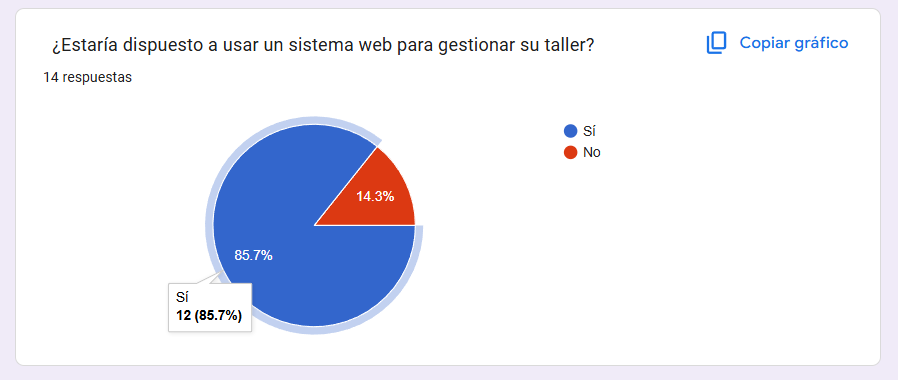 ¿Estaría dispuesto a usar un sistema web para gestionar su taller?
Copiar gráfico
14 respuestas
Sí
No
14.3%
85.7%
Sí
12 (85.7%)